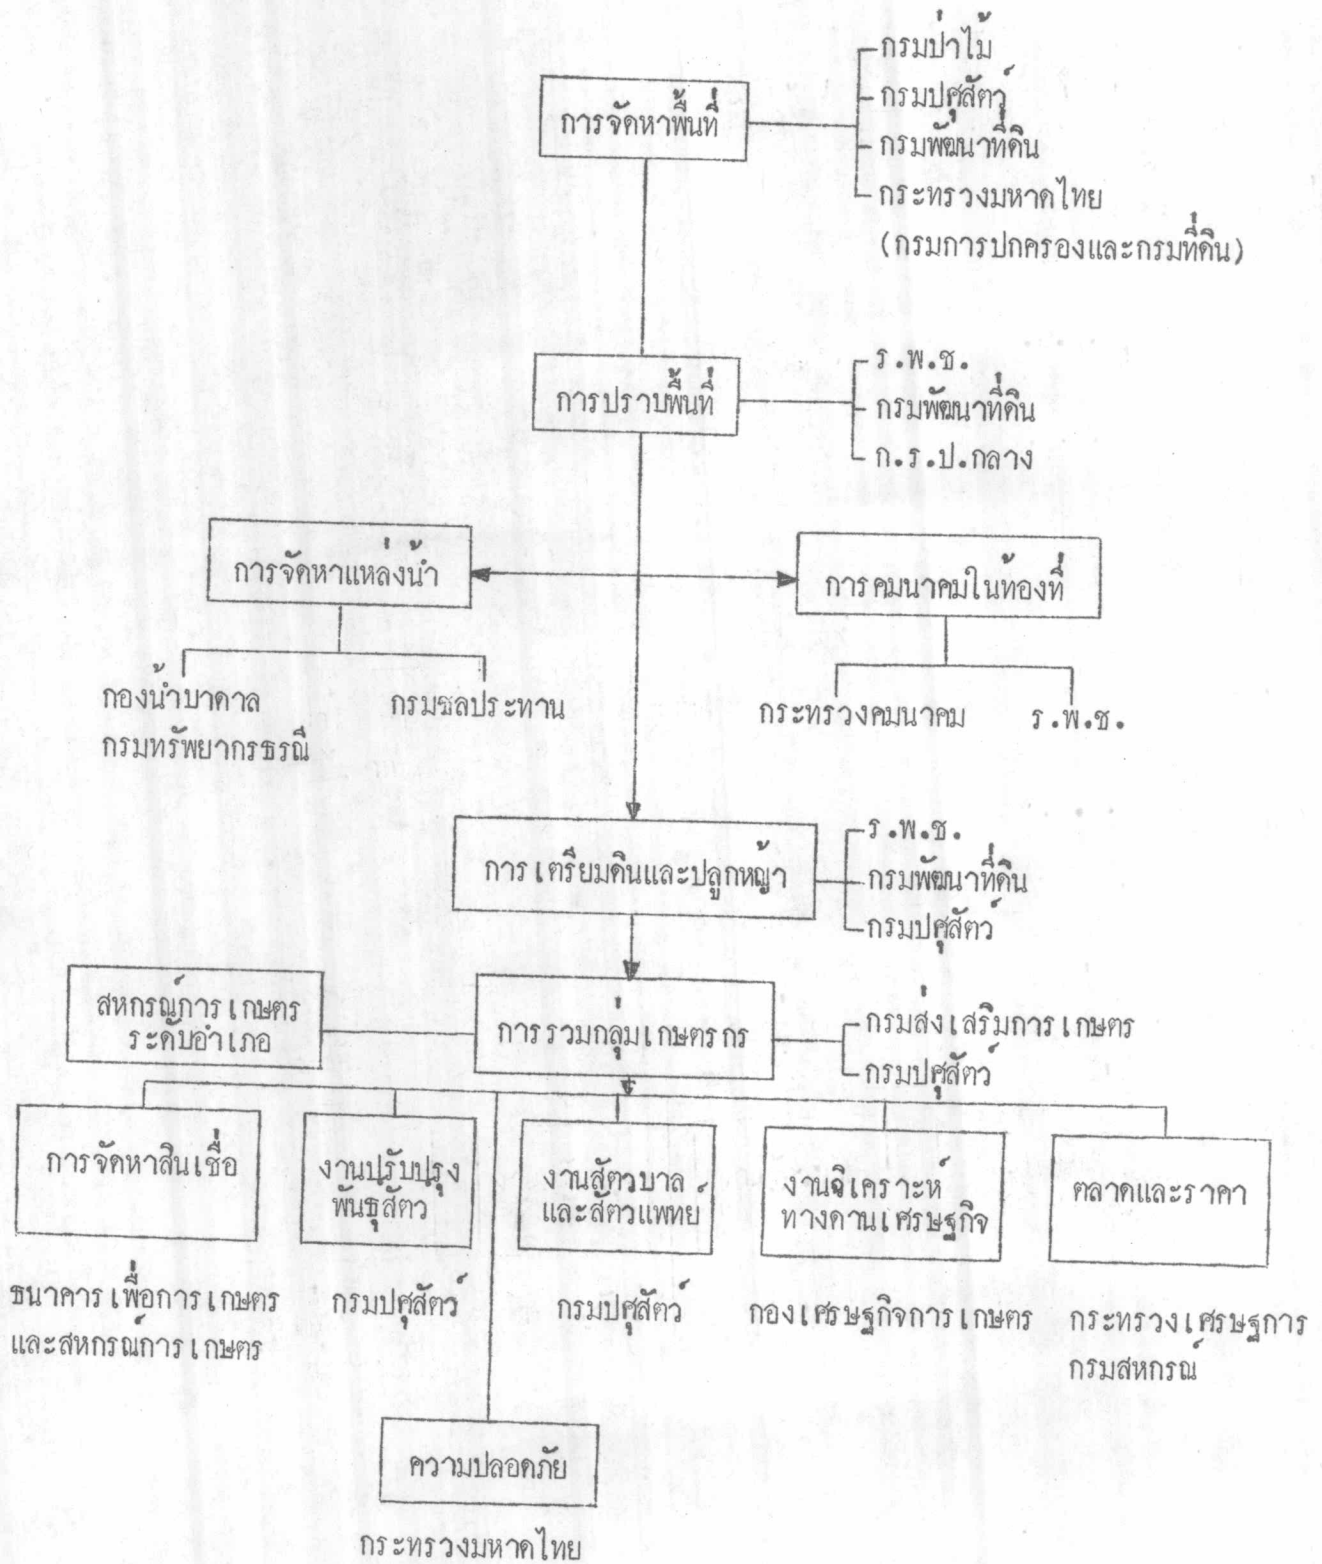 กรมป่าไม้
การจัดหาพื้นที่
กรมปศุสัตว์
กรมพัฒนาที่ดิน
กระทรวงมหาดไทย
(กรมการปกครองและกรมที่ดิน)
การปราบพื้นที่
ร.พ.ช.
กรมพัฒนาที่ดิน
ก.ร.ป.กลาง
การจัดหาแหล่งน้ำ
การคมนาคมในท้องที่
กองน้ำบาดาล
กรมทรัพยากรธรณี
กรมชลประทาน
กระทรวงคมนาคม
ร.พ.ช.
การเตรียมดินและปลูกหญ้า
ร.พ.ช.
กรมพัฒนาที่ดิน
กรมปศุสัตว์
สหกรณ์การเกษตร
ระดับอำเภอ
การรวมกลุ่มเกษตรกร
กรมส่งเสริมการเกษตร
กรมปศุสัตว์
การจัดหาสินเชื่อ
งานปรับปรุง
พันธุ์สัตว์
งานสัตวบาล
และสัตวแพทย์
งานวิเคราะห์
ทางดานเศรษฐกิจ
ตลาดและราคา
ธนาคารเพื่อการเกษตร
และสหกรณ์การเกษตร
กรมปศุสัตว์
กรมปศุสัตว์
กองเศรษฐกิจการเกษตร
กระทรวงเศรษฐการ
กรมสหกรณ์
ความปลอดภัย
กระทรวงมหาดไทย